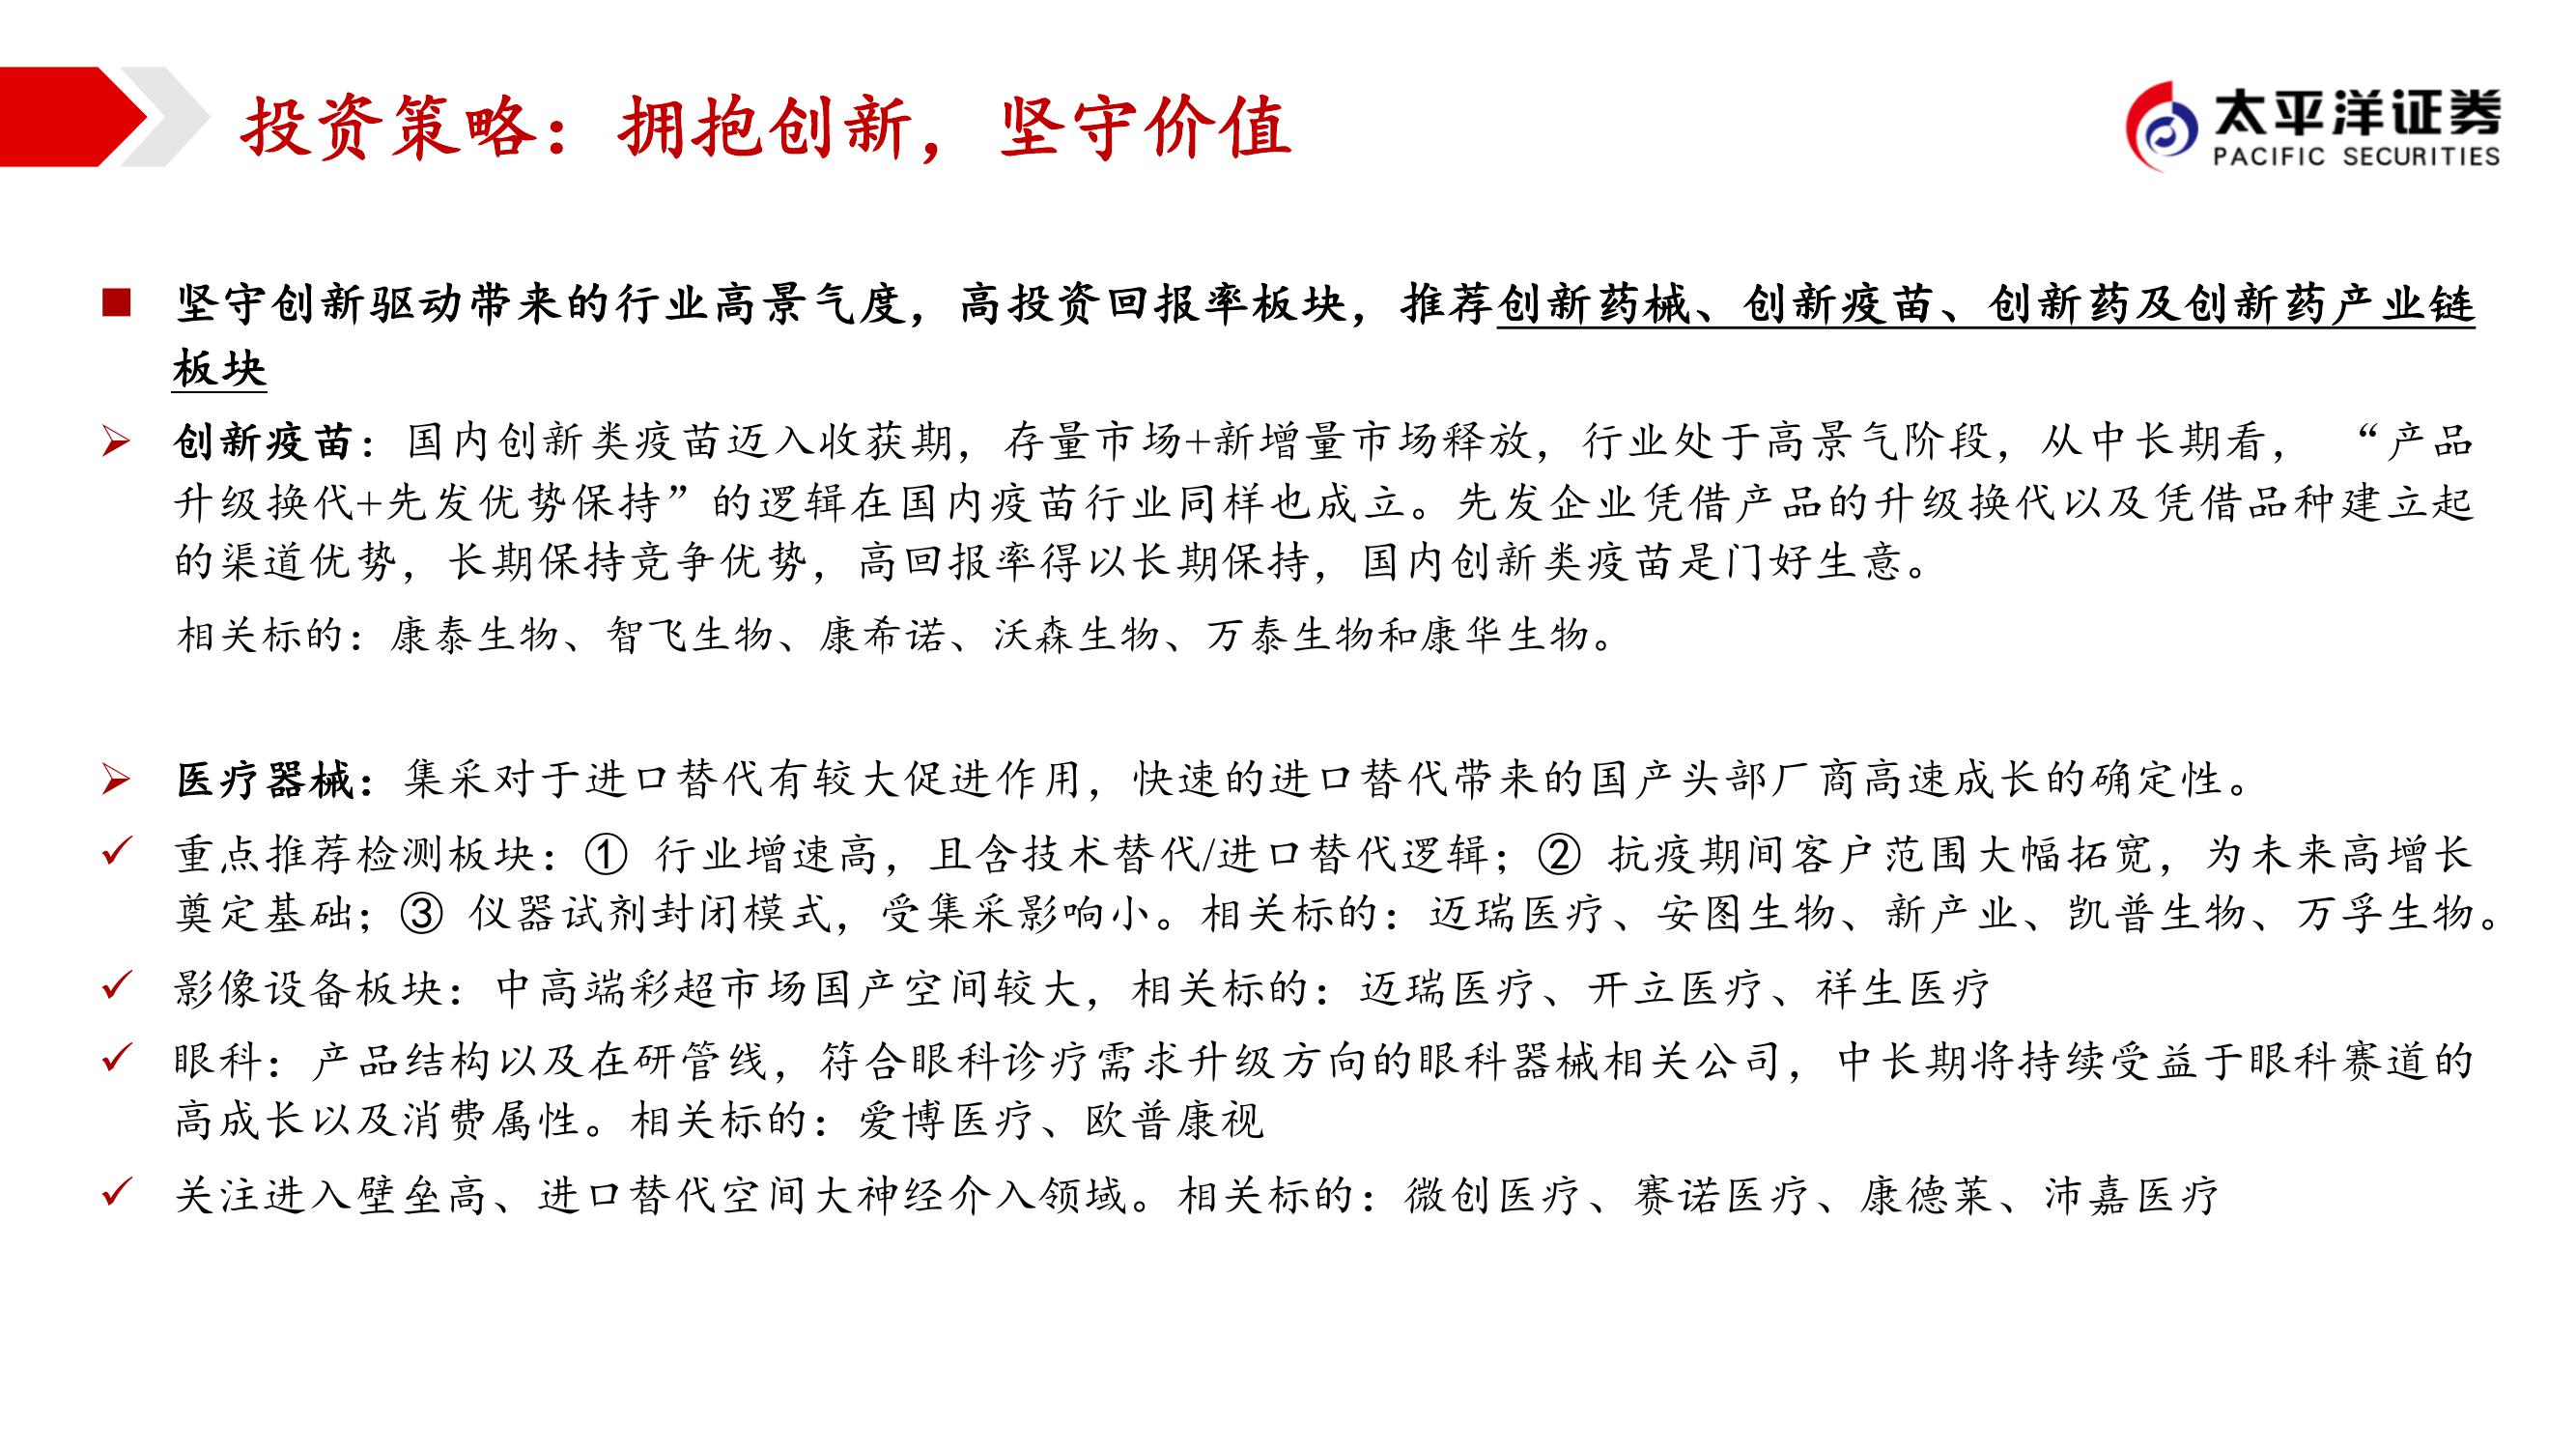 投资策略：拥抱创新，坚守价值
太平洋证券
PACIFIC SECURITIES
■ 坚守创新驱动带来的行业高景气度，高投资回报率板块，推荐创新药械、创新疫苗、创新药及创新药产业链
板块
➢ 创新疫苗：国内创新类疫苗迈入收获期，存量市场+新增量市场释放，行业处于高景气阶段，从中长期看， “产品
升级换代+先发优势保持”的逻辑在国内疫苗行业同样也成立。先发企业凭借产品的升级换代以及凭借品种建立起
的渠道优势，长期保持竞争优势，高回报率得以长期保持，国内创新类疫苗是门好生意。
相关标的：康泰生物、智飞生物、康希诺、沃森生物、万泰生物和康华生物。
➢ 医疗器械：集采对于进口替代有较大促进作用，快速的进口替代带来的国产头部厂商高速成长的确定性。
✓ 重点推荐检测板块：① 行业增速高，且含技术替代/进口替代逻辑；② 抗疫期间客户范围大幅拓宽，为未来高增长
奠定基础；③ 仪器试剂封闭模式，受集采影响小。相关标的：迈瑞医疗、安图生物、新产业、凯普生物、万孚生物。
✓ 影像设备板块：中高端彩超市场国产空间较大，相关标的：迈瑞医疗、开立医疗、祥生医疗
✓ 眼科：产品结构以及在研管线，符合眼科诊疗需求升级方向的眼科器械相关公司，中长期将持续受益于眼科赛道的
高成长以及消费属性。相关标的：爱博医疗、欧普康视
✓ 关注进入壁垒高、进口替代空间大神经介入领域。相关标的：微创医疗、赛诺医疗、康德莱、沛嘉医疗